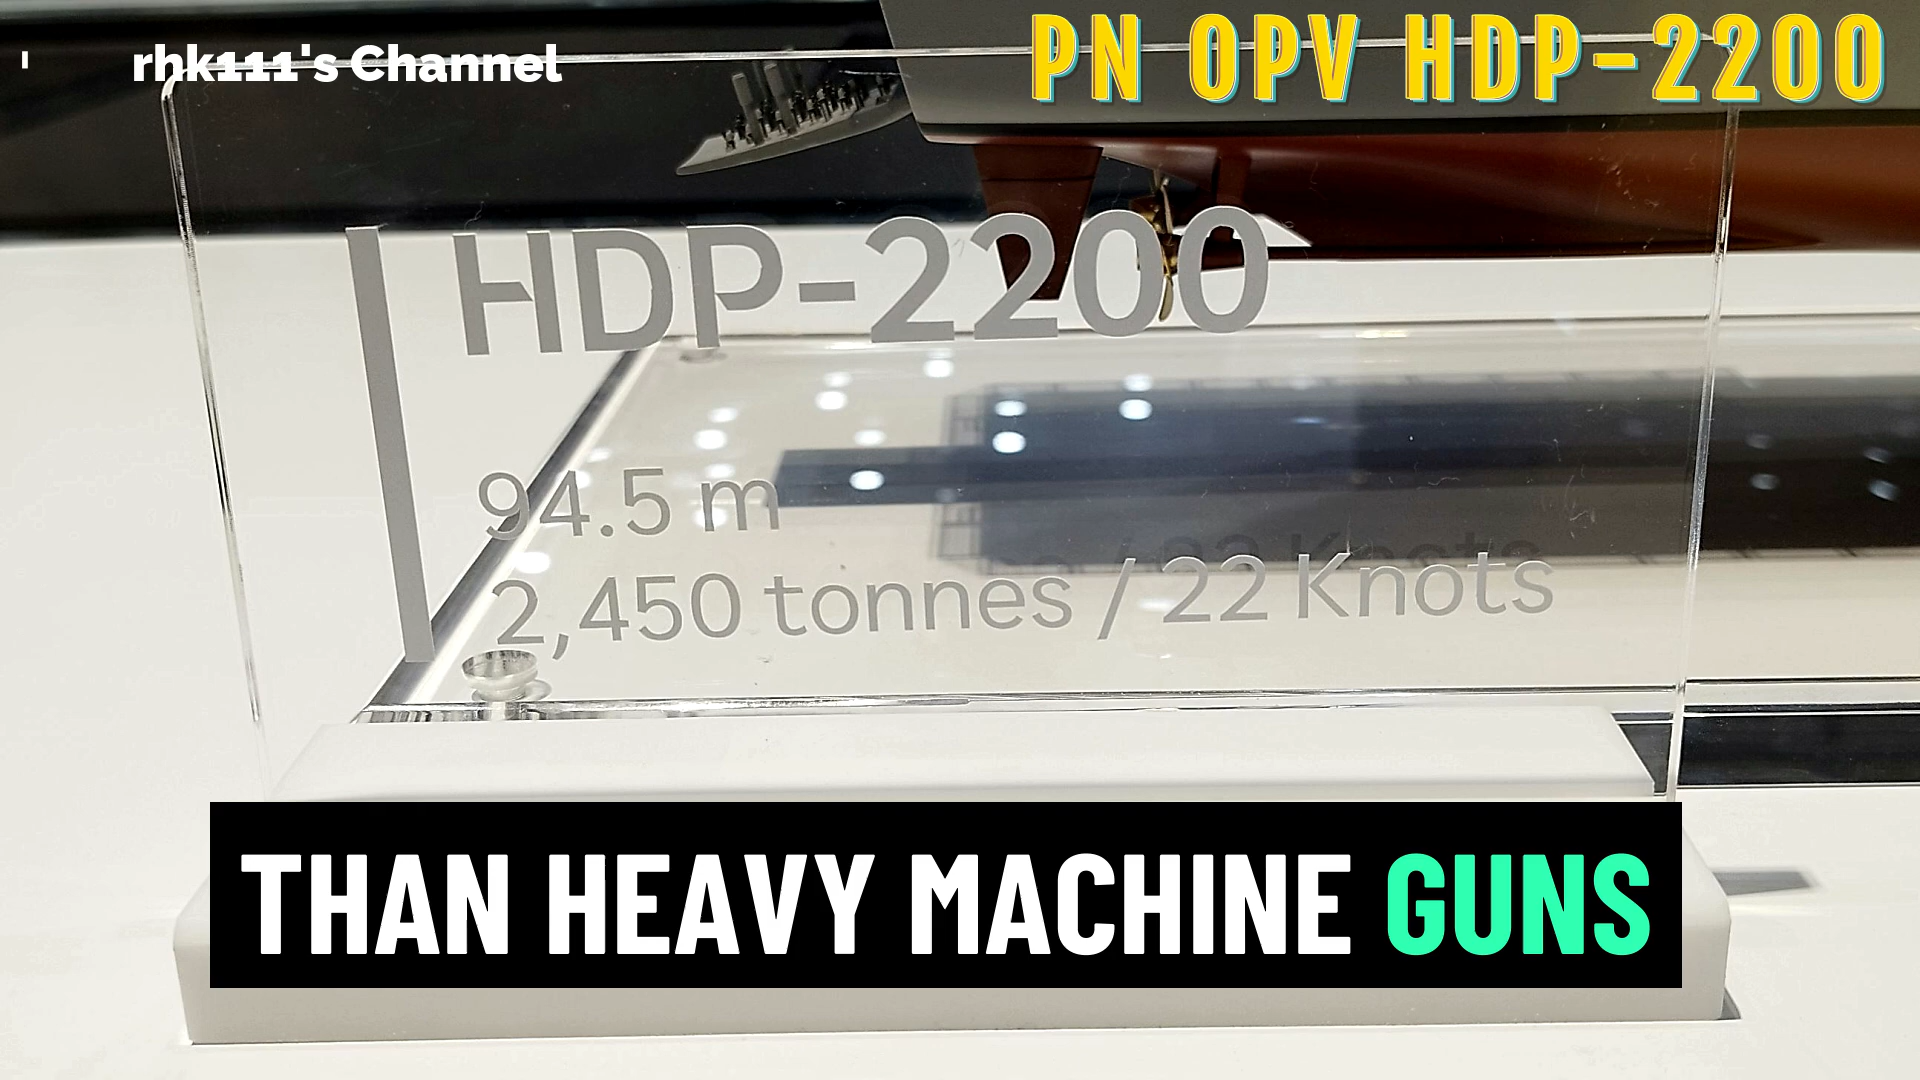 rhk111's Channel
PN OPV HDP-2200
HDP-2200
94.5 m
2,450 tonnes / 22 Knots
THAN HEAVY MACHINE GUNS